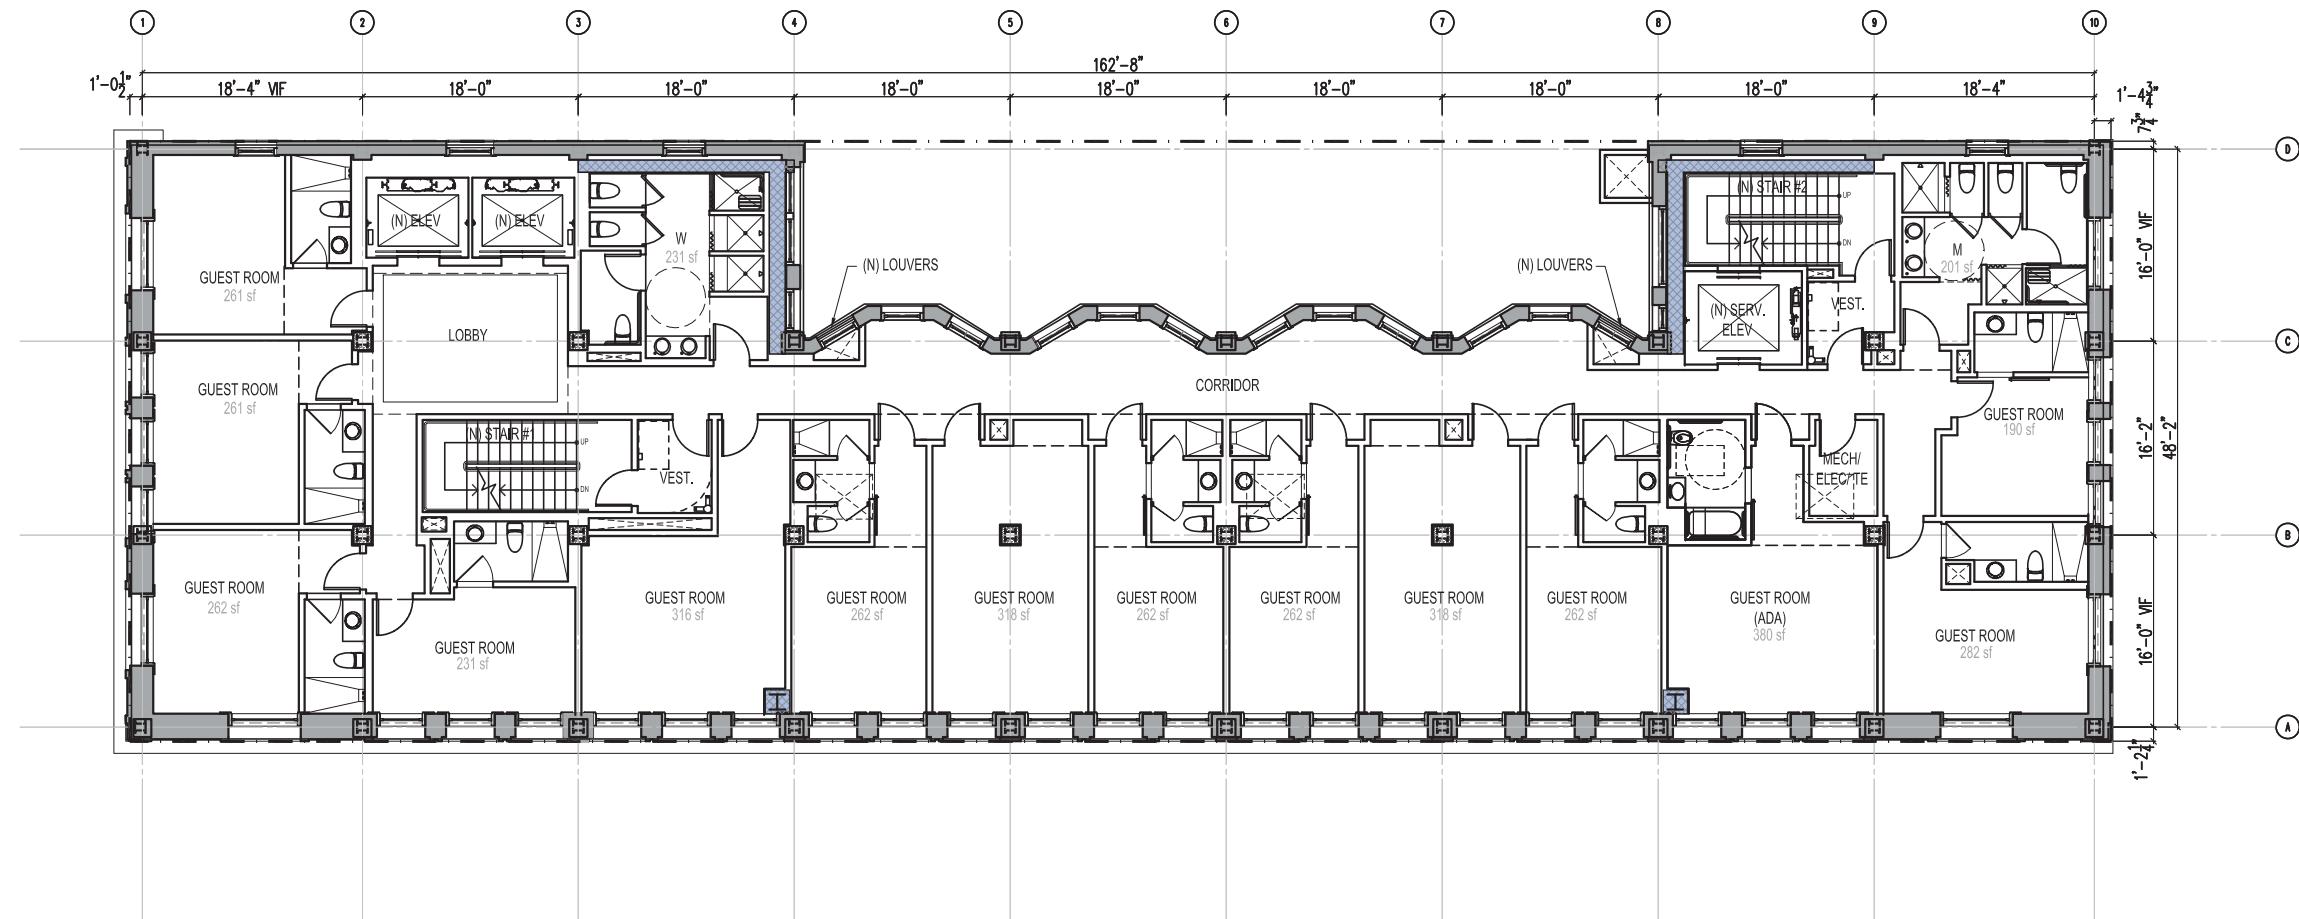 1 2 3 4 5 6 7 8 9 10
162'-8"
1'-0½" 18'-4" VIF 18'-0" 18'-0" 18'-0" 18'-0" 18'-0" 18'-0" 18'-0" 18'-4" 1'-4¾"
7¾"
D
(N) STAIR #2
UP
(N) ELEV
(N) ELEV
W
231 sf
16'-0" VIF
DN
M
201 sf
(N) LOUVERS
(N) LOUVERS
GUEST ROOM
261 sf
VEST.
(N) SERV.
ELEV
LOBBY
C
CORRIDOR
GUEST ROOM
261 sf
GUEST ROOM
190 sf
(N) STAIR #1
UP
DN
VEST.
MECH/
ELEC/TE
16'-2"
48'-2"
B
GUEST ROOM
262 sf
GUEST ROOM
316 sf
GUEST ROOM
262 sf
GUEST ROOM
318 sf
GUEST ROOM
262 sf
GUEST ROOM
262 sf
GUEST ROOM
318 sf
GUEST ROOM
262 sf
GUEST ROOM
(ADA)
380 sf
GUEST ROOM
231 sf
GUEST ROOM
282 sf
16'-0" VIF
A
1'-2¼"